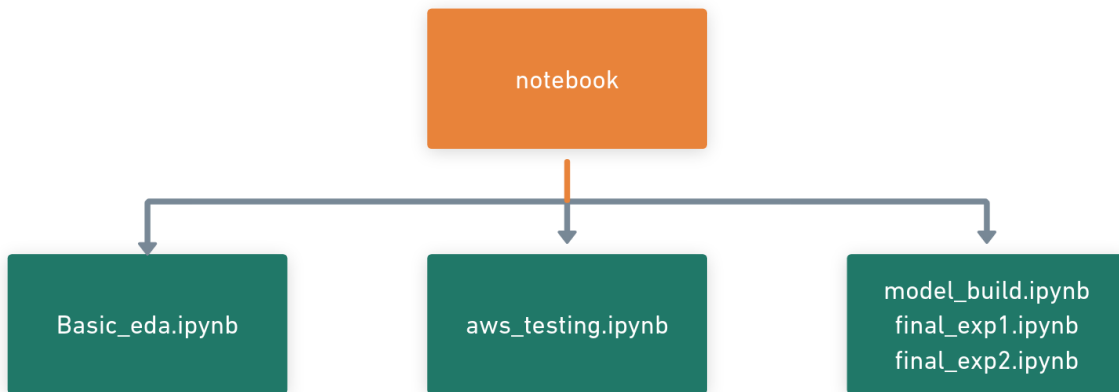 notebook
Basic_eda.ipynb
aws_testing.ipynb
model_build.ipynb
final_exp1.ipynb
final_exp2.ipynb